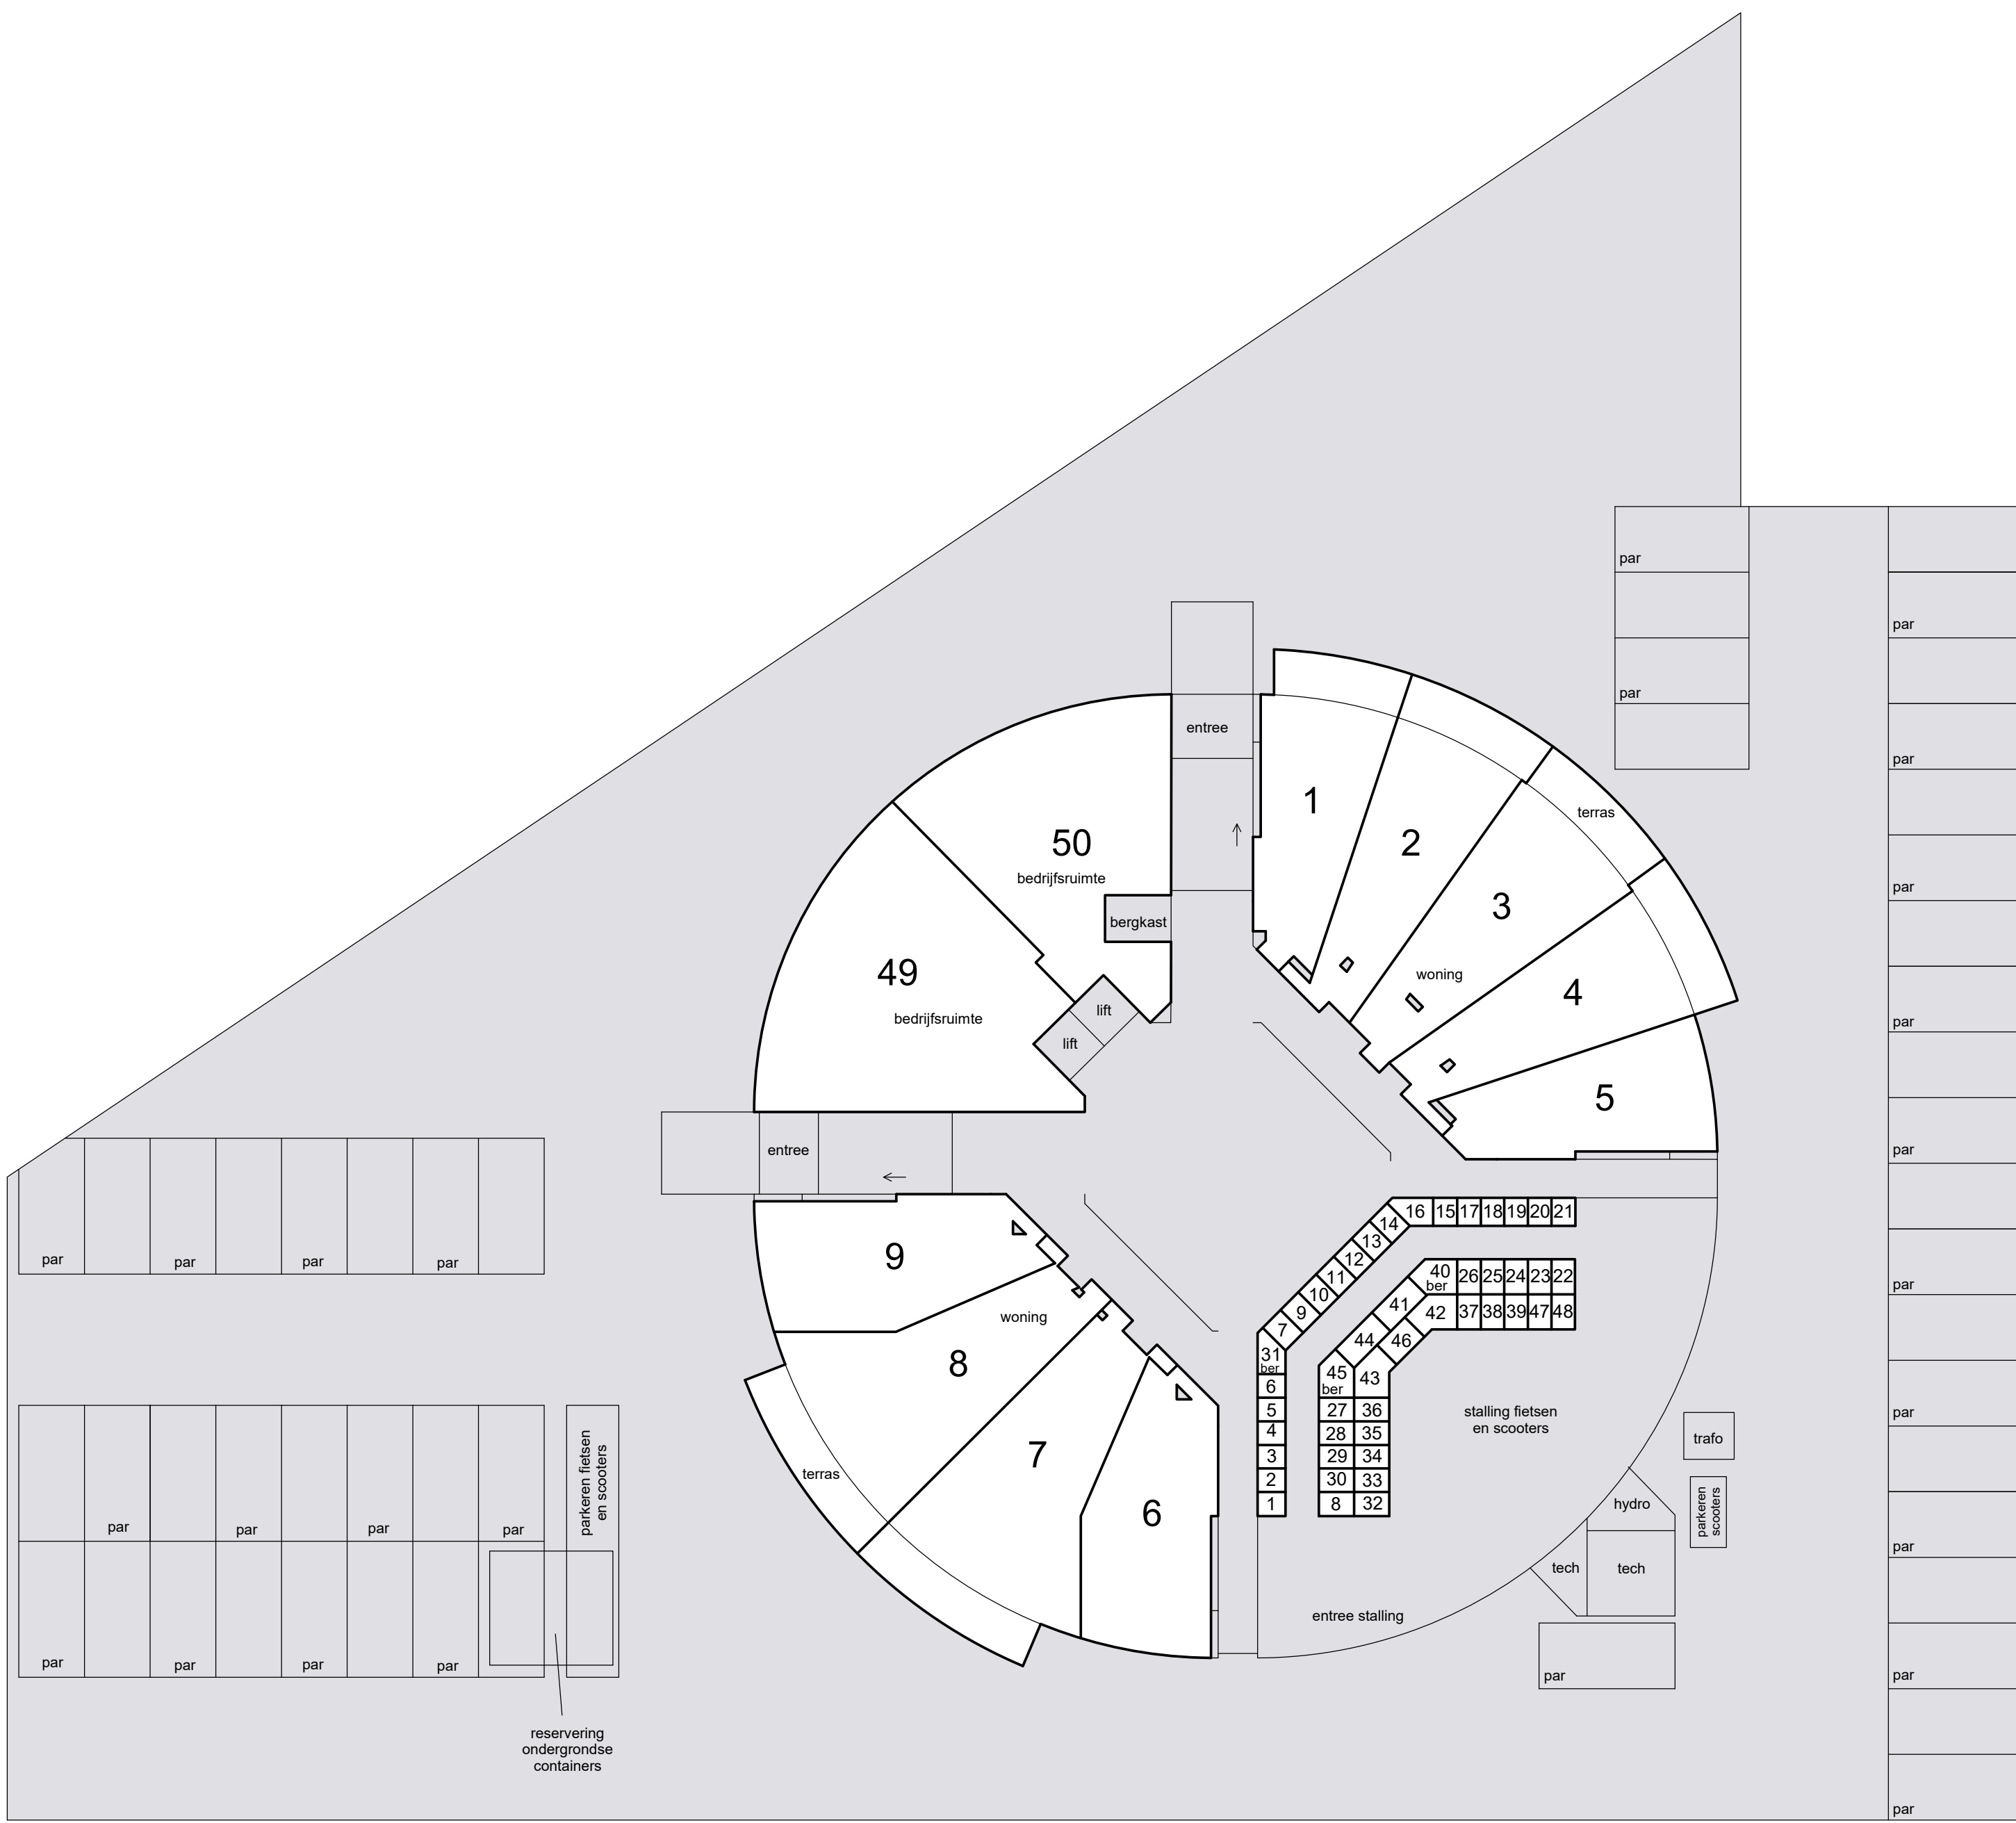 par
par
par
par
entree
1
terras
2
50
bedrijfsruimte
par
3
bergkast
49
woning
4
lift
bedrijfsruimte
par
lift
5
entree
par
16 15 17 18 19 20 21
14
13
12
11
10
9
7
31
ber
6
5
4
3
2
1
par
par
par
par
9
40 26 25 24 23 22
ber
41
42 37 38 39 47 48
44
46
45
ber
43
27 36
28 35
29 34
30 33
8 32
par
woning
8
par
stalling fietsen
en scooters
trafo
7
terras
parkeren fietsen
en scooters
6
hydro
parkeren
scooters
par
par
par
par
par
tech
tech
entree stalling
par
par
par
par
par
par
reservering
ondergrondse
containers
par